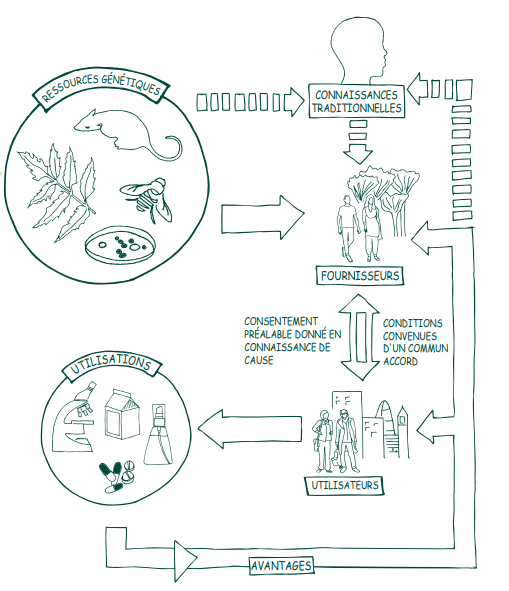 RESSOURCES GÉNÉTIQUES
CONNAISSANCES
TRADITIONNELLES
FOURNISSEURS
CONSENTEMENT
PRÉALABLE DONNÉ EN
CONNAISSANCE DE
CAUSE
CONDITIONS
CONVENUES
D'UN COMMUN
ACCORD
UTILISATIONS
UTILISATEURS
AVANTAGES